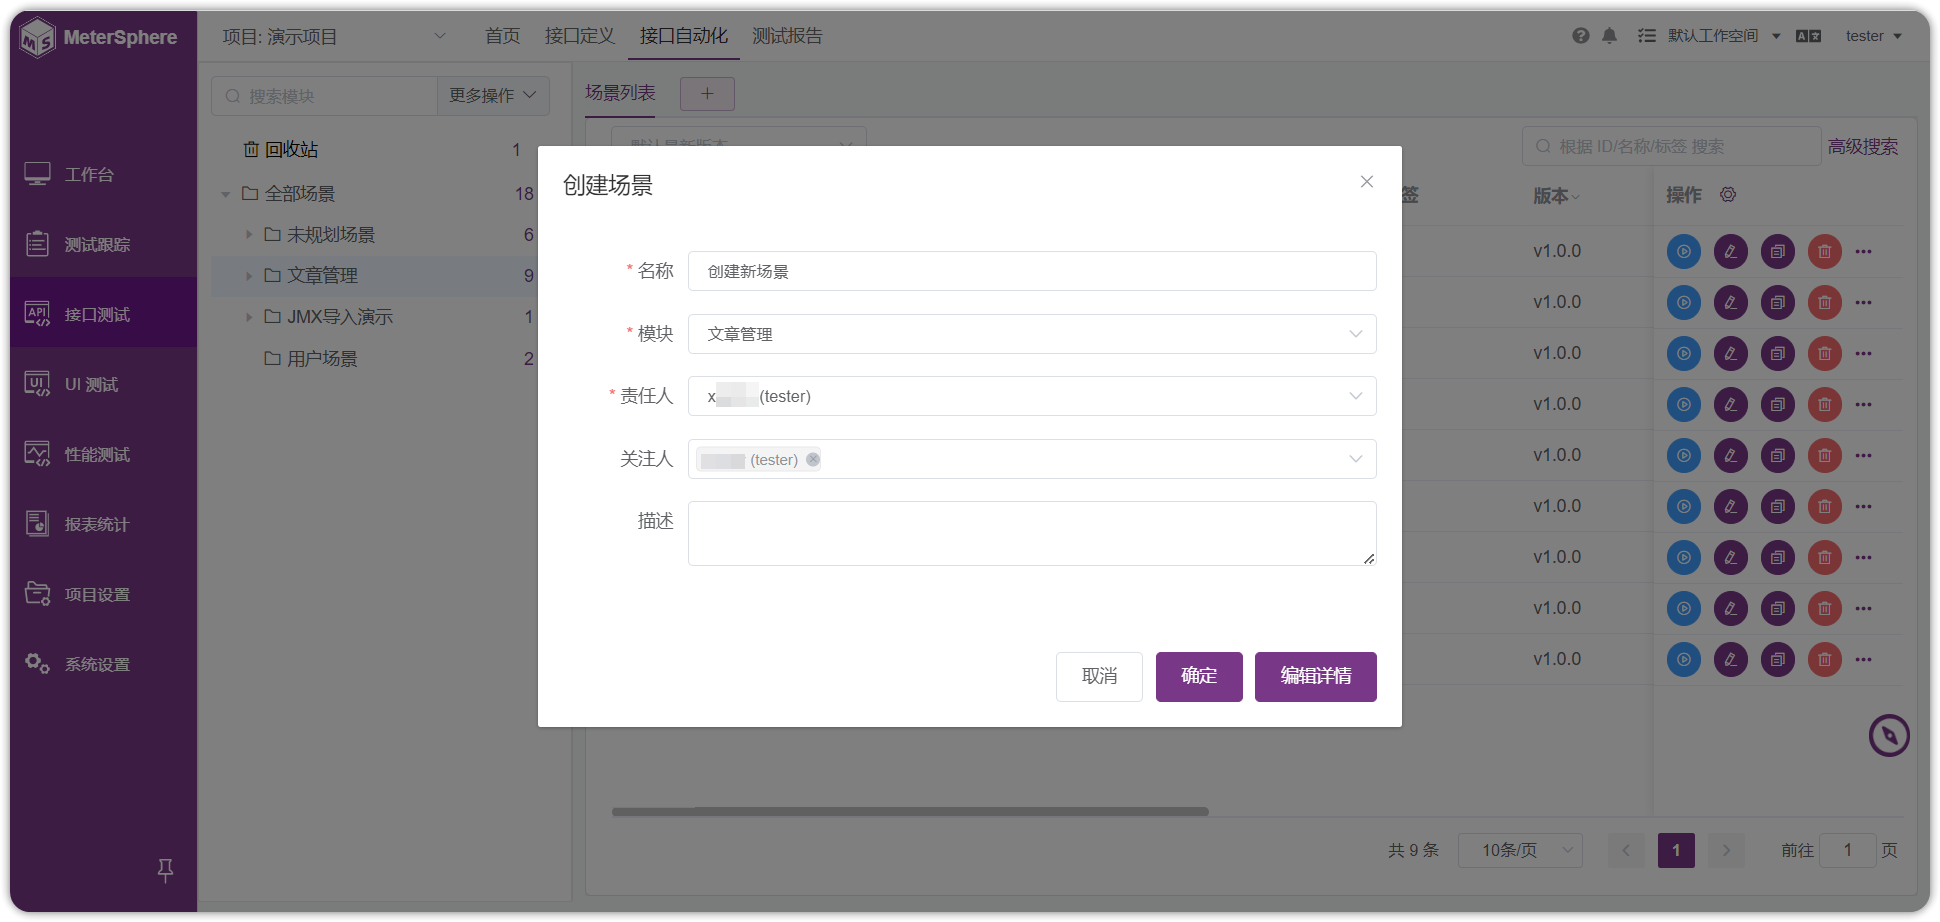 MeterSphere
项目: 演示项目
首页
接口定义
接口自动化
测试报告
默认工作空间
tester
工作台
测试跟踪
接口测试
UI 测试
性能测试
报表统计
项目设置
系统设置
搜索模块
更多操作
回收站 1
全部场景 18
未规划场景 6
文章管理 9
JMX导入演示 1
用户场景 2
场景列表
+
根据 ID/名称/标签 搜索
高级搜索
签
版本
操作
v1.0.0
v1.0.0
v1.0.0
v1.0.0
v1.0.0
v1.0.0
v1.0.0
v1.0.0
v1.0.0
创建场景
* 名称
创建新场景
* 模块
文章管理
* 责任人
x (tester)
关注人
(tester)
描述
取消
确定
编辑详情
共 9 条
10条/页
1
前往 1 页